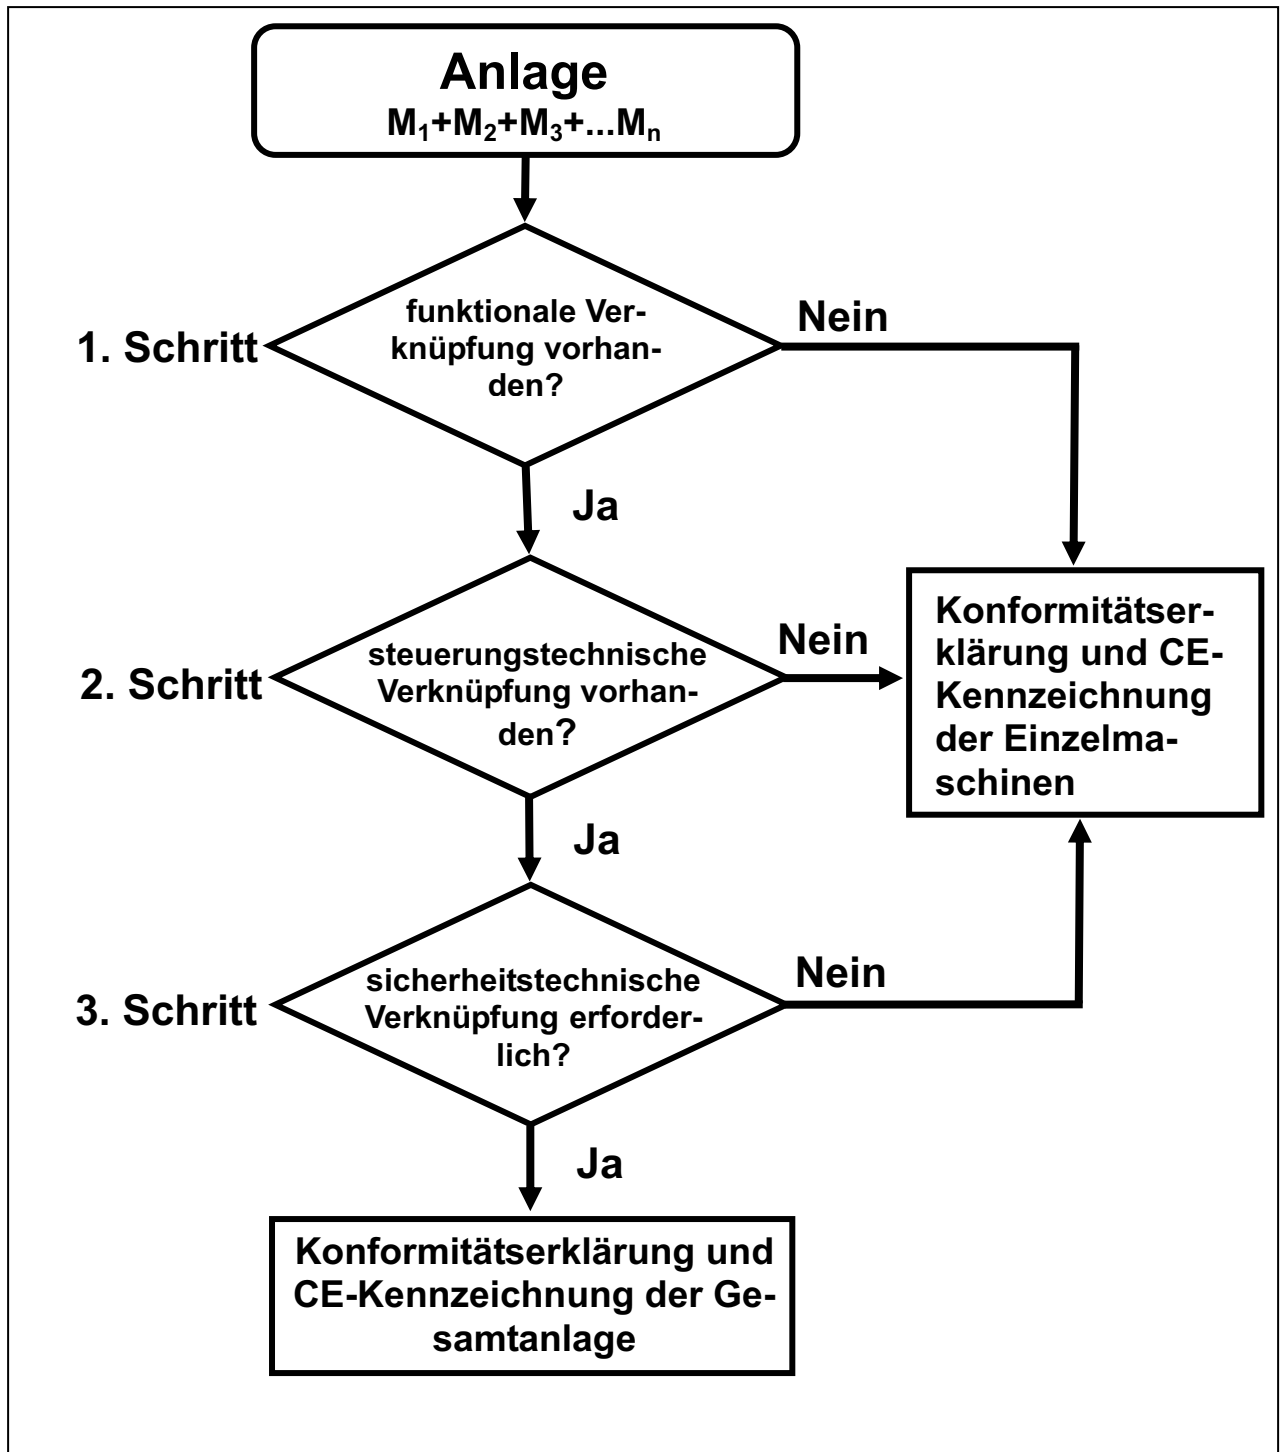 Anlage
M₁+M₂+M₃+...Mₙ
funktionale Ver-
knüpfung vorhan-
den?
1. Schritt
Nein
Ja
steuerungstechnische
Verknüpfung vorhan-
den?
2. Schritt
Nein
Konformitätser-
klärung und CE-
Kennzeichnung
der Einzelma-
schinen
Ja
sicherheitstechnische
Verknüpfung erforder-
lich?
3. Schritt
Nein
Ja
Konformitätserklärung und
CE-Kennzeichnung der Ge-
samtanlage